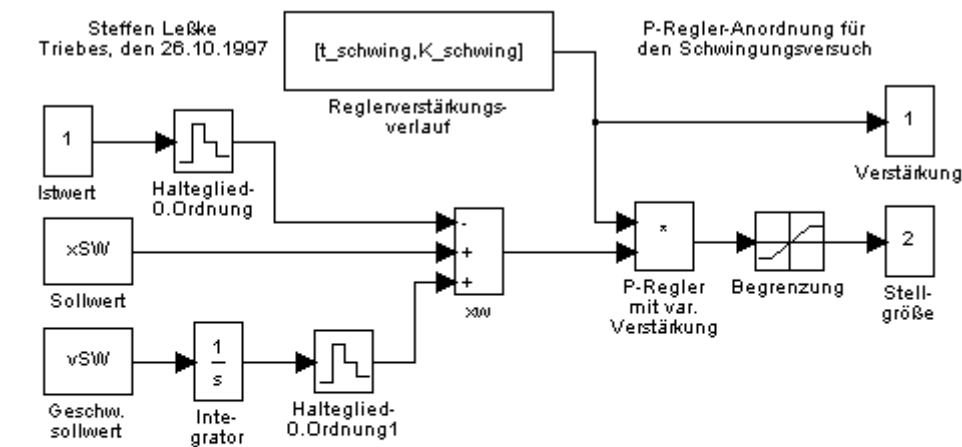 Steffen Leßke
Triebes, den 26.10.1997
[t_schwing,K_schwing]
Reglerverstärkungs-
verlauf
P-Regler-Anordnung für
den Schwingungsversuch
1
Istwert
Halteglied-
0.Ordnung
1
Verstärkung
xSW
Sollwert
-
+
+
xw
*
P-Regler
mit var.
Verstärkung
Begrenzung
2
Stell-
größe
vSW
Geschw.
sollwert
1
s
Inte-
grator
Halteglied-
0.Ordnung1